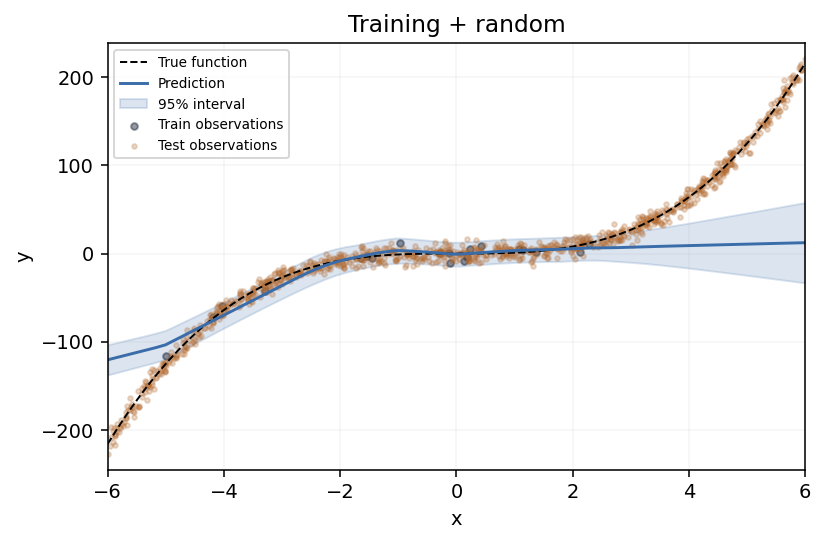 Training + random
True function
Prediction
95% interval
Train observations
Test observations
y
200
100
0
−100
−200
−6
−4
−2
0
2
4
6
x